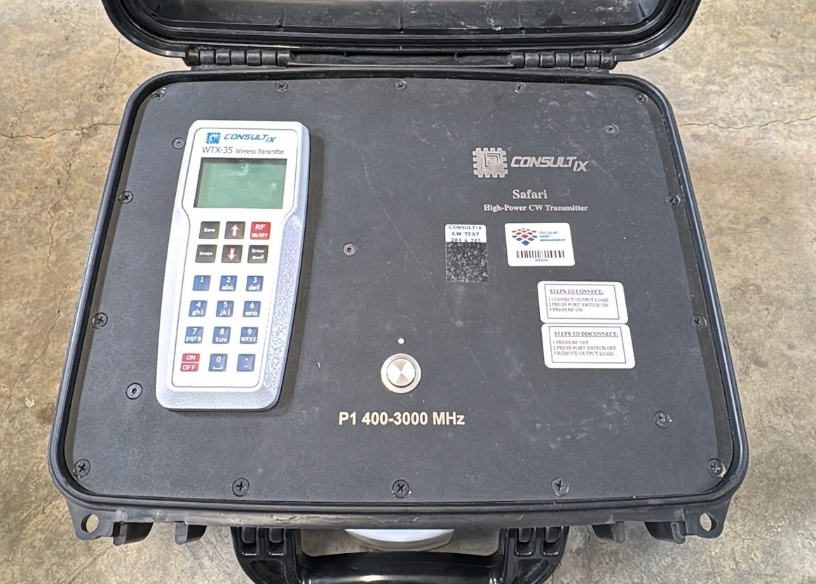 CONSULTIX
WTX-35 Wireless Transmitter
Save
RF
ON/OFF
Escape
Enter
1
2
abc
3
def
4
ghi
5
jkl
6
mno
7
pqrs
8
tuv
9
wxyz
ON
OFF
0
CONSULTIX
Safari
High-Power CW Transmitter
CONSULTIX
CW TEST
CELLULAR
ASSET
MANAGEMENT
STEPS TO CONNECT:
1 CONNECT OUTPUT LOAD
2 PRESS PORT SWITCH ON
3 PRESS RF ON
STEPS TO DISCONNECT:
1 PRESS RF OFF
2 PRESS PORT SWITCH OFF
3 REMOVE OUTPUT LOAD
P1 400-3000 MHz